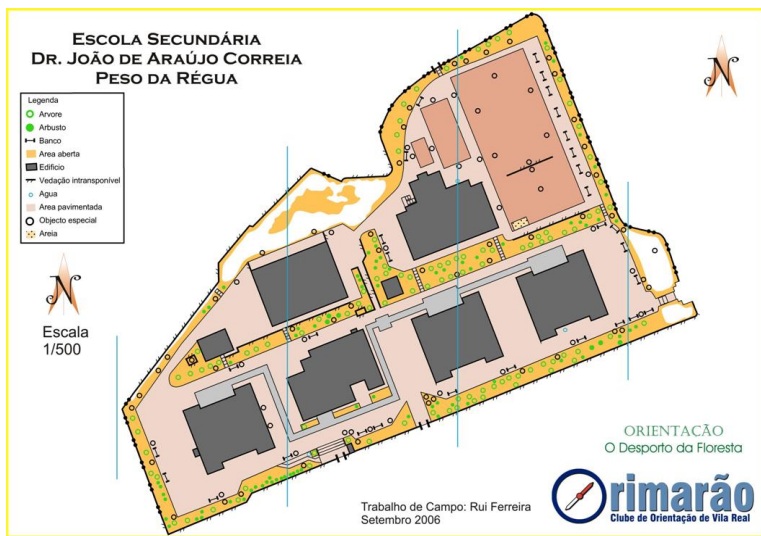 ESCOLA SECUNDÁRIA
DR. JOÃO DE ARAÚJO CORREIA
PESO DA RÉGUA
N
Legenda
Arvore
Arbusto
Banco
Area aberta
Edificio
Vedação intransponível
Agua
Area pavimentada
Objecto especial
Areia
N
Escala
1/500
ORIENTAÇÃO
O Desporto da Floresta
Trabalho de Campo: Rui Ferreira
Setembro 2006
Orimarão
Clube de Orientação de Vila Real